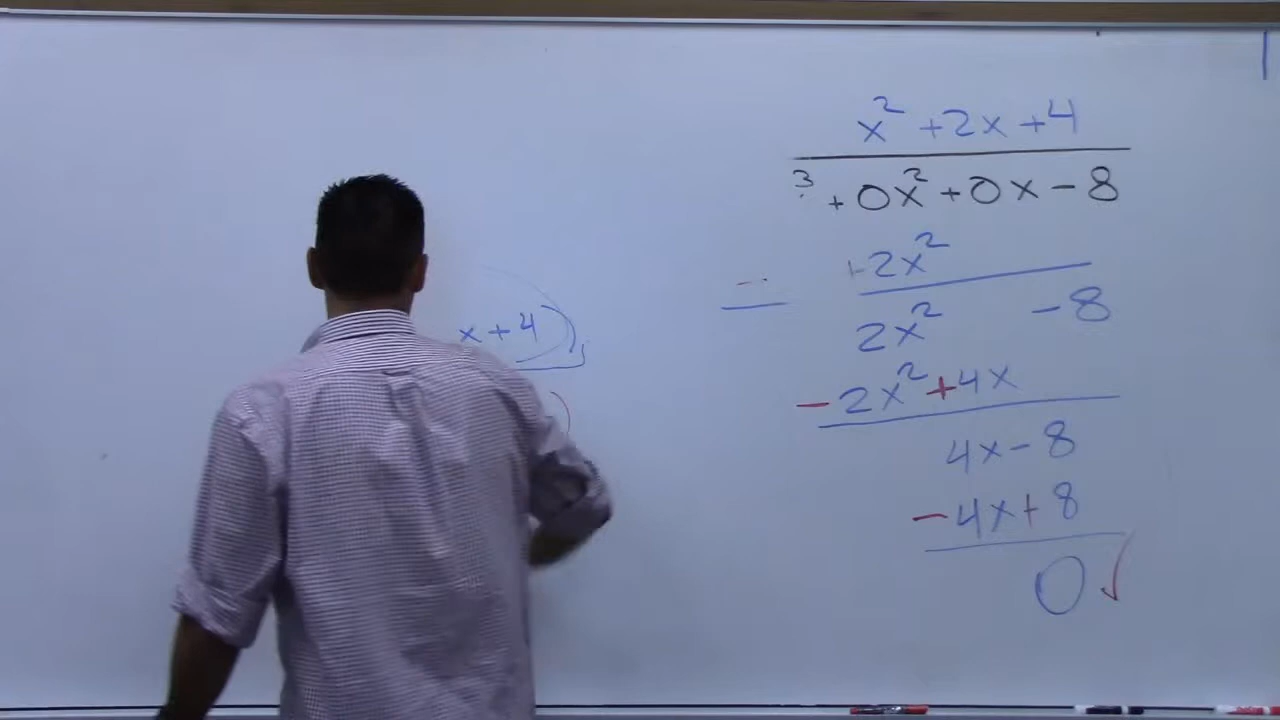 x² +2x +4
³ +0x² +0x -8
+2x²
2x² -8
x+4)
- 2x² +4x
)
4x - 8
- 4x + 8
0 ✓